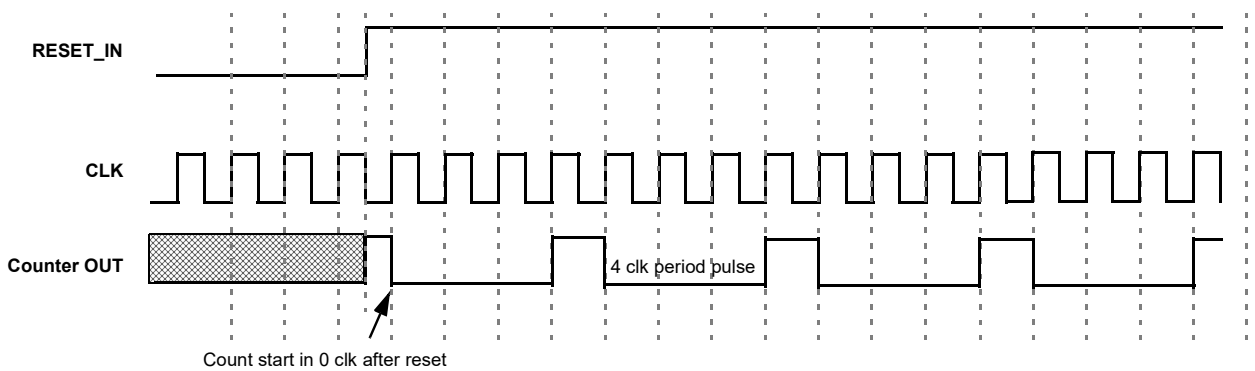 RESET_IN
CLK
Counter OUT
4 clk period pulse
Count start in 0 clk after reset